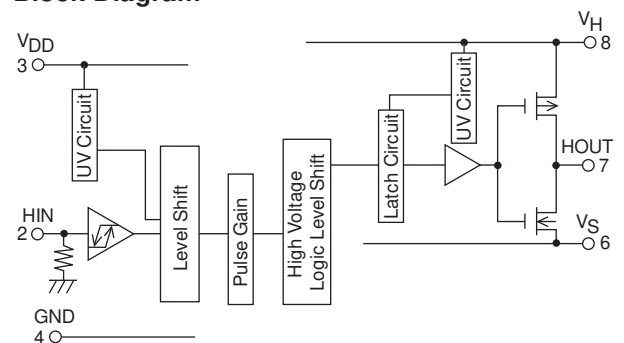 Block Diagram
VDD
3
UV Circuit
HIN
2
GND
4
Level Shift
Pulse Gain
High Voltage
Logic Level Shift
Latch Circuit
UV Circuit
VH
8
HOUT
7
VS
6